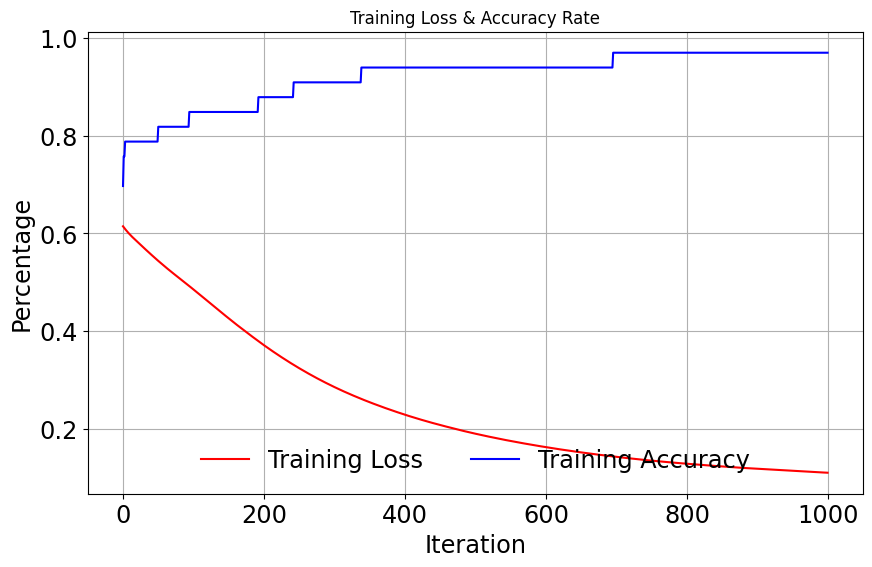 Training Loss & Accuracy Rate
1.0
0.8
0.6
0.4
0.2
Percentage
Training Loss
Training Accuracy
0 200 400 600 800 1000
Iteration